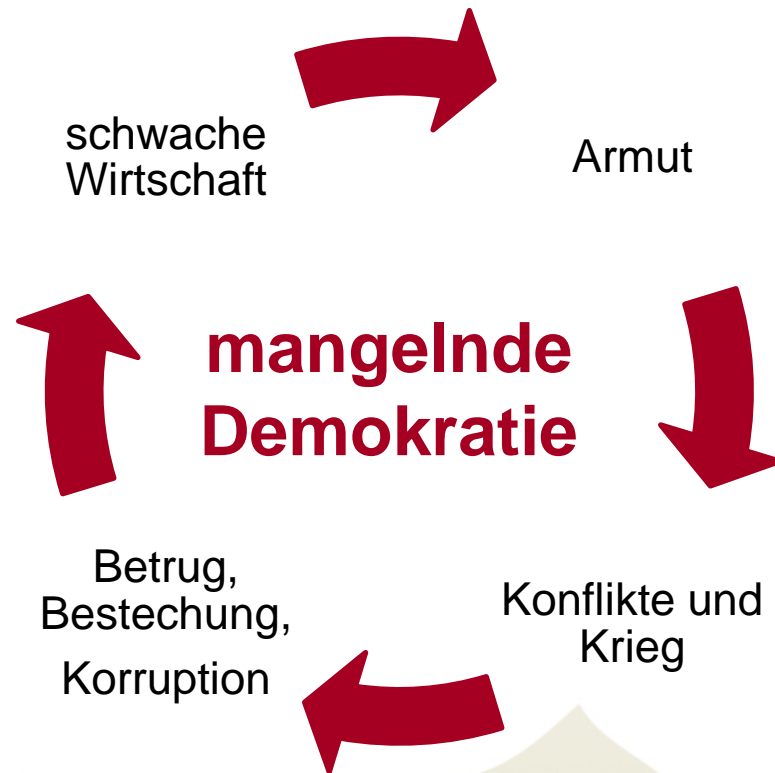 schwache
Wirtschaft
Armut
mangelnde
Demokratie
Betrug,
Bestechung,
Korruption
Konflikte und
Krieg